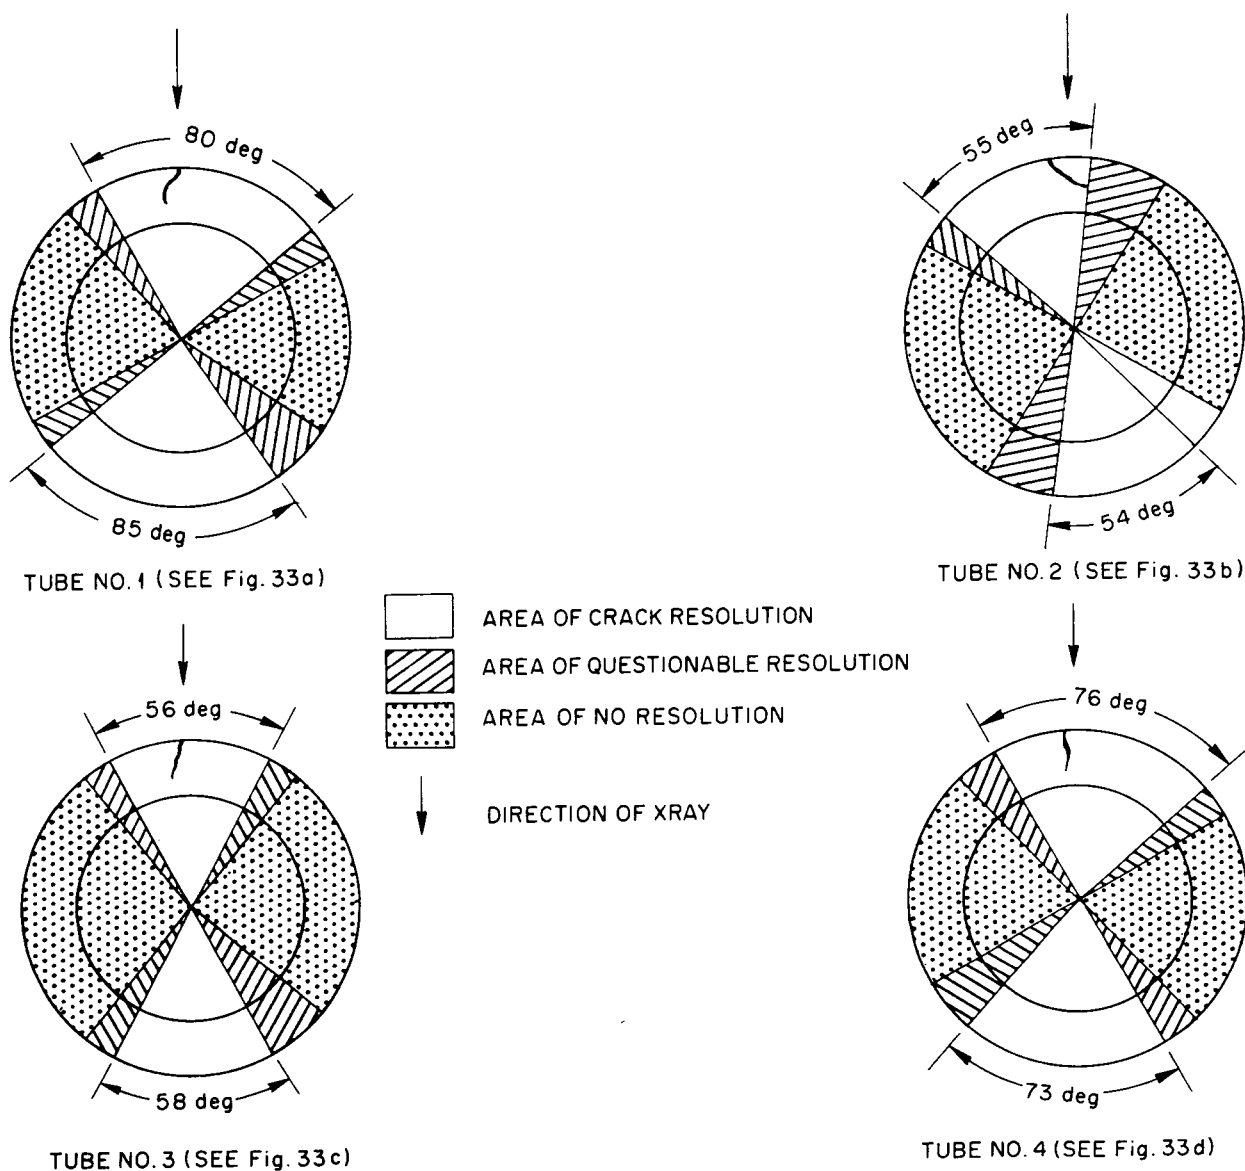 80 deg
85 deg
TUBE NO. 1 (SEE Fig. 33a)
55 deg
54 deg
TUBE NO. 2 (SEE Fig. 33b)
AREA OF CRACK RESOLUTION
AREA OF QUESTIONABLE RESOLUTION
AREA OF NO RESOLUTION
DIRECTION OF XRAY
56 deg
58 deg
TUBE NO. 3 (SEE Fig. 33c)
76 deg
73 deg
TUBE NO. 4 (SEE Fig. 33d)